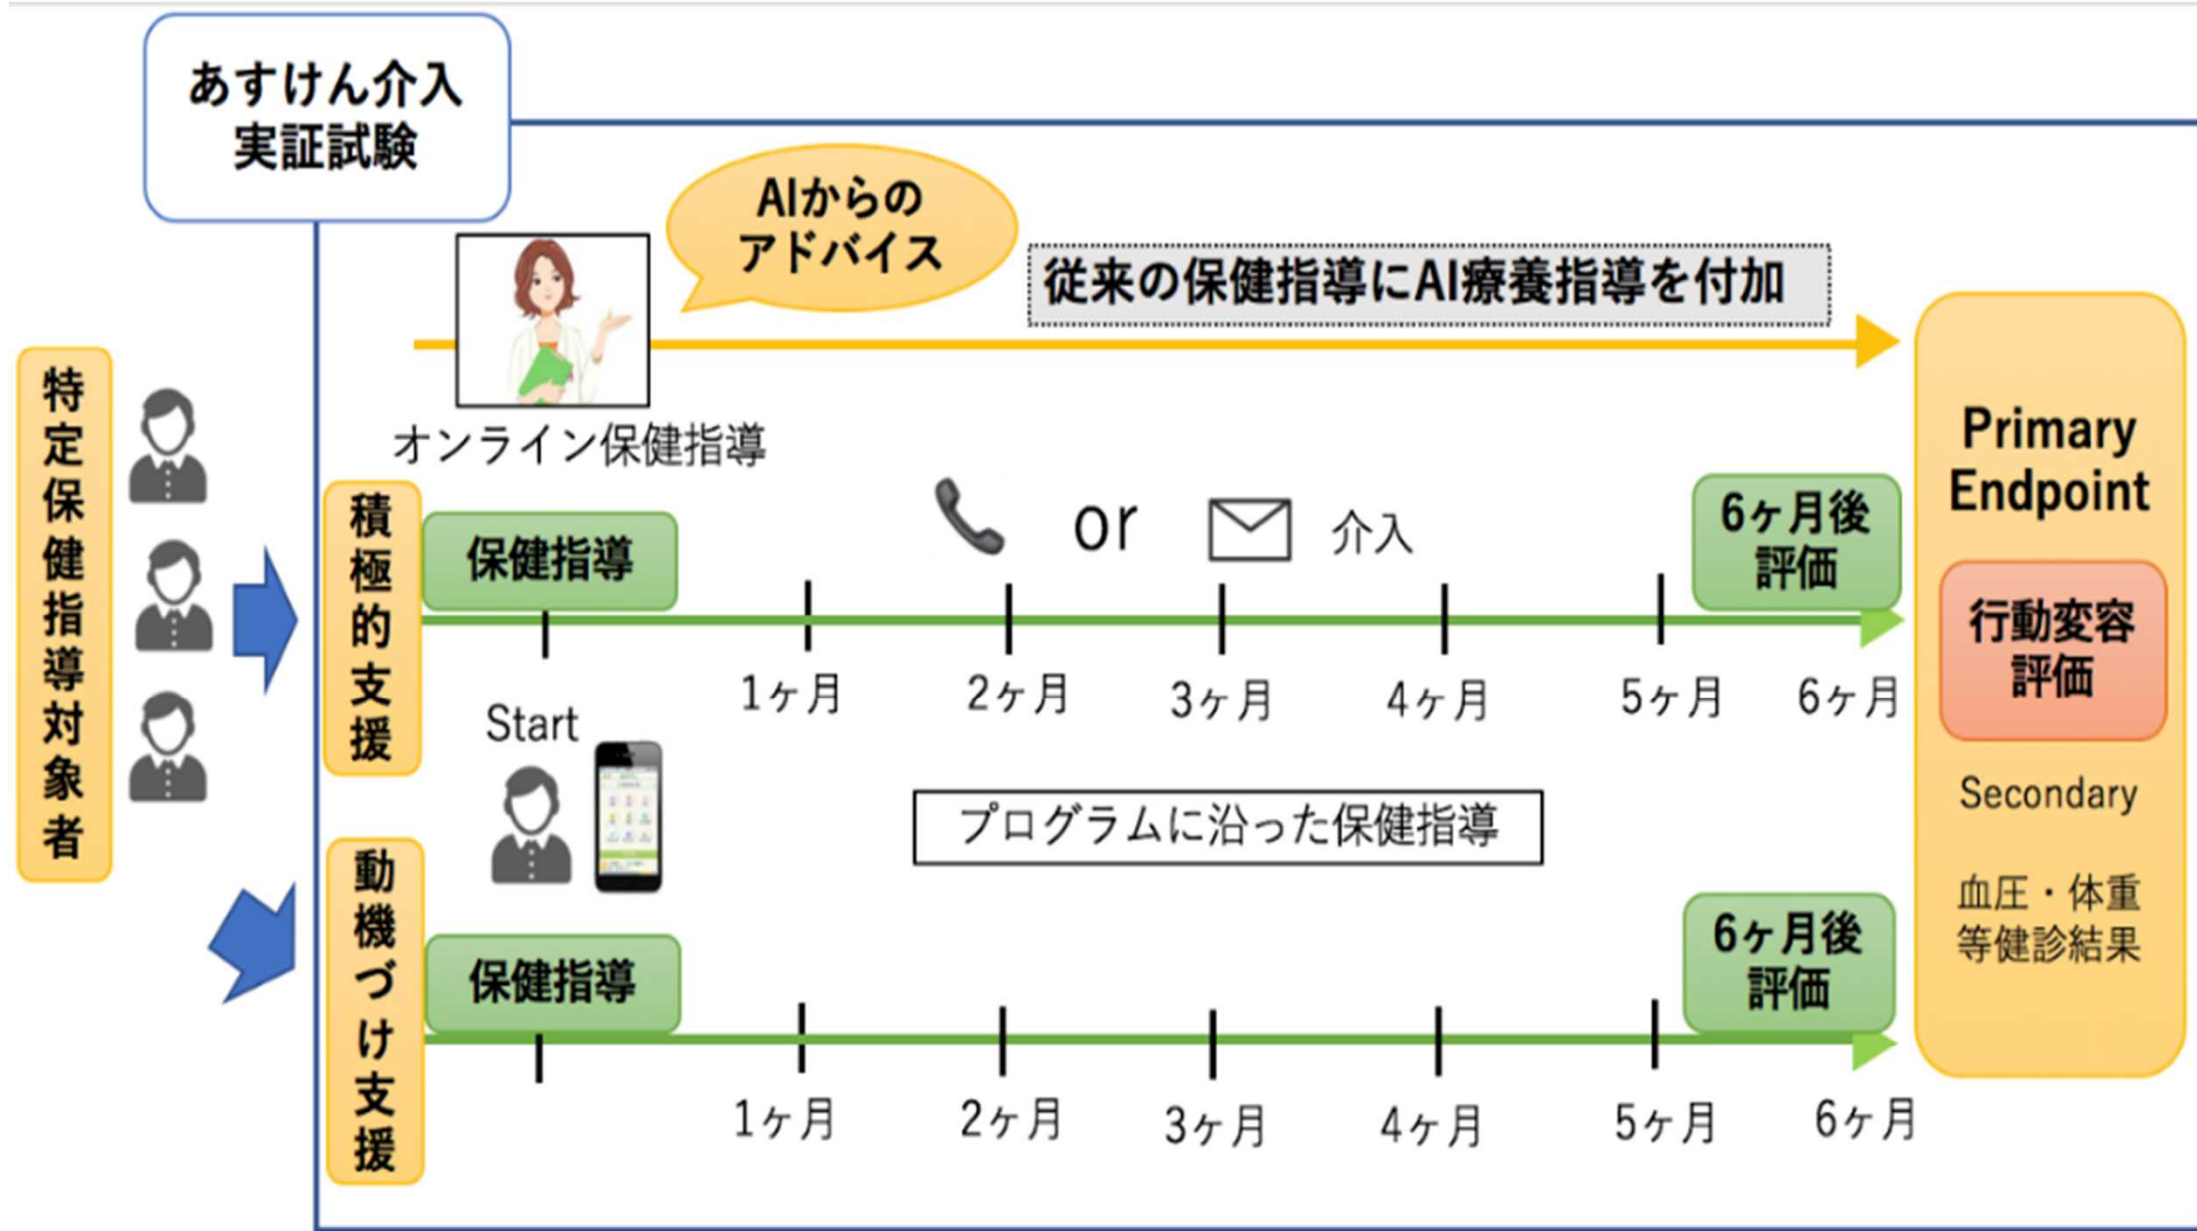 あすけん介入
実証試験
AIからの
アドバイス
従来の保健指導にAI療養指導を付加
オンライン保健指導
特定保健指導対象者
積極的支援
保健指導
or
介入
6ヶ月後
評価
1ヶ月
2ヶ月
3ヶ月
4ヶ月
5ヶ月
6ヶ月
Start
プログラムに沿った保健指導
動機づけ支援
保健指導
6ヶ月後
評価
1ヶ月
2ヶ月
3ヶ月
4ヶ月
5ヶ月
6ヶ月
Primary
Endpoint
行動変容
評価
Secondary
血圧・体重
等健診結果